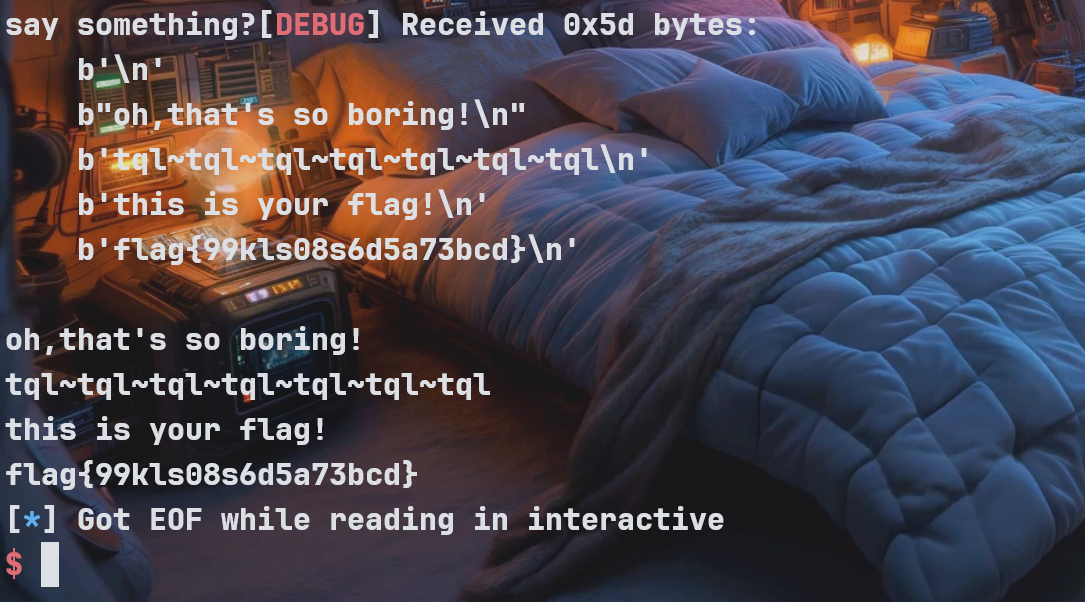 say something?[DEBUG] Received 0x5d bytes:
b'\n'
b"oh,that's so boring!\n"
b'tql~tql~tql~tql~tql~tql~tql\n'
b'this is your flag!\n'
b'flag{99kls08s6d5a73bcd}\n'
oh,that's so boring!
tql~tql~tql~tql~tql~tql~tql
this is your flag!
flag{99kls08s6d5a73bcd}
[*] Got EOF while reading in interactive
$